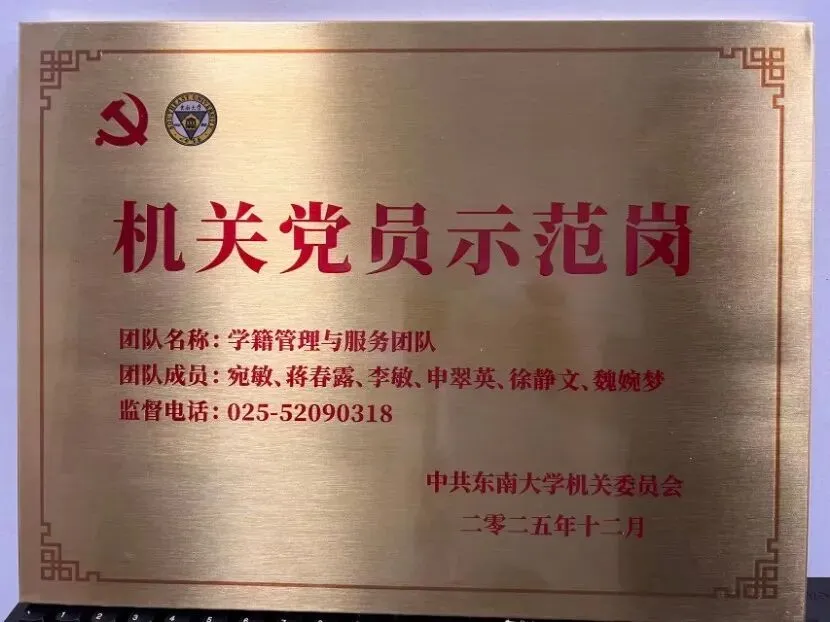 SOUTHEAST UNIVERSITY
机关党员示范岗
团队名称：学籍管理与服务团队
团队成员：宛敏、蒋春露、李敏、申翠英、徐静文、魏婉梦
监督电话：025-52090318
中共东南大学机关委员会
二零二五年十二月